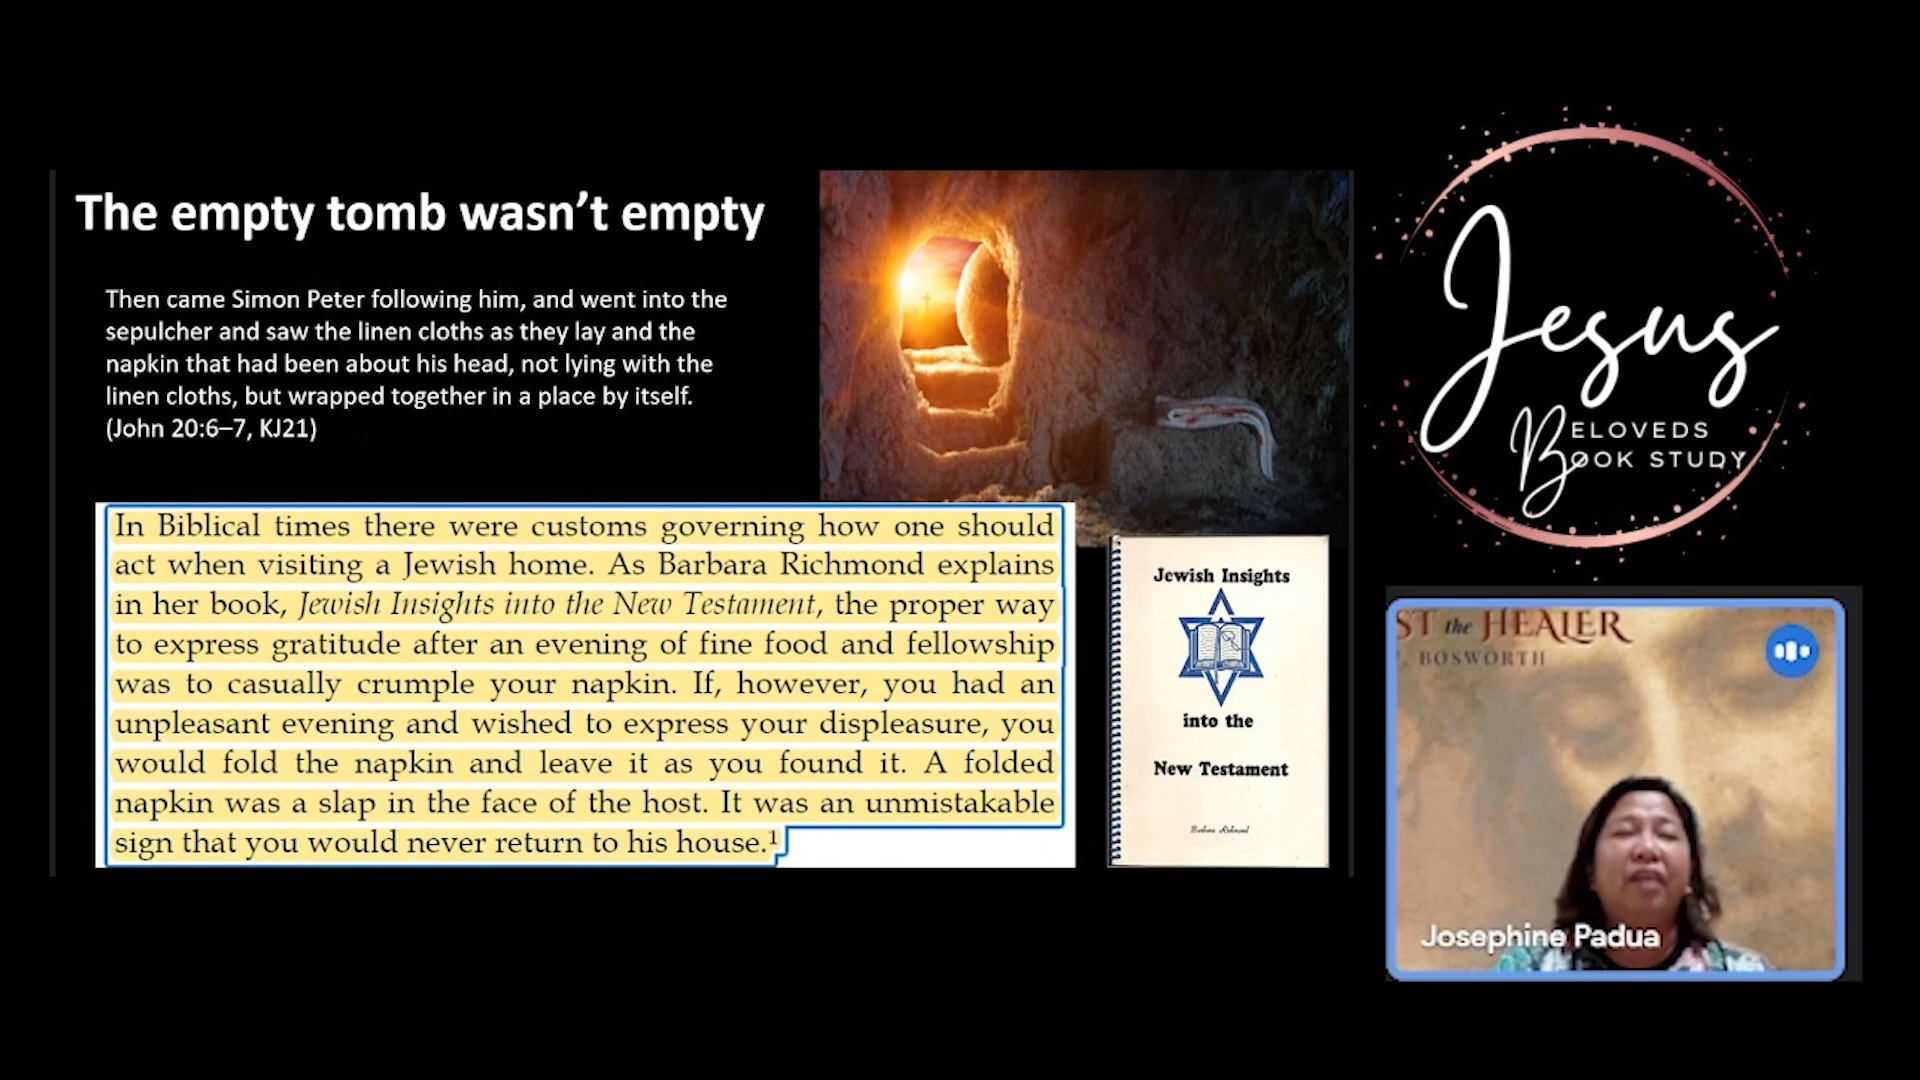 The empty tomb wasn't empty
Then came Simon Peter following him, and went into the
sepulcher and saw the linen cloths as they lay and the
napkin that had been about his head, not lying with the
linen cloths, but wrapped together in a place by itself.
(John 20:6–7, KJ21)
In Biblical times there were customs governing how one should
act when visiting a Jewish home. As Barbara Richmond explains
in her book, Jewish Insights into the New Testament, the proper way
to express gratitude after an evening of fine food and fellowship
was to casually crumple your napkin. If, however, you had an
unpleasant evening and wished to express your displeasure, you
would fold the napkin and leave it as you found it. A folded
napkin was a slap in the face of the host. It was an unmistakable
sign that you would never return to his house.¹
Jewish Insights
into the
New Testament
Jesus
BELOVEDS
BOOK STUDY
ST the HEALER
. BOSWORTH
Josephine Padua